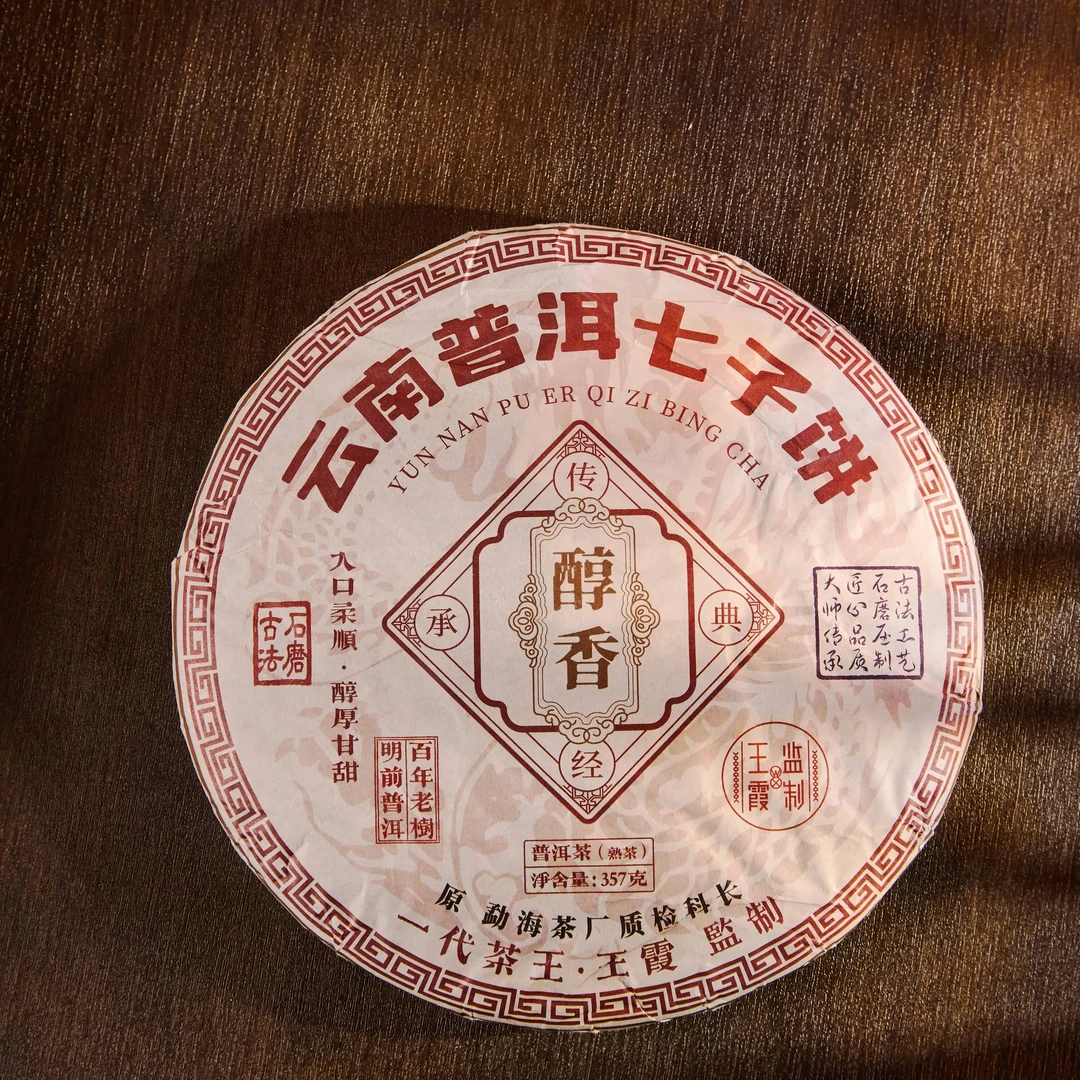 云南普洱七子饼
YUN NAN PU ER QI ZI BING CHA
传
承
经
典
醇香
入口柔顺·醇厚甘甜
石磨
古法
百年老樹
明前普洱
古法工艺
石磨压制
匠心品质
大师传承
监制
王霞
普洱茶（熟茶）
淨含量:357克
原 勐海茶厂质检科长
一代茶王·王霞 監制